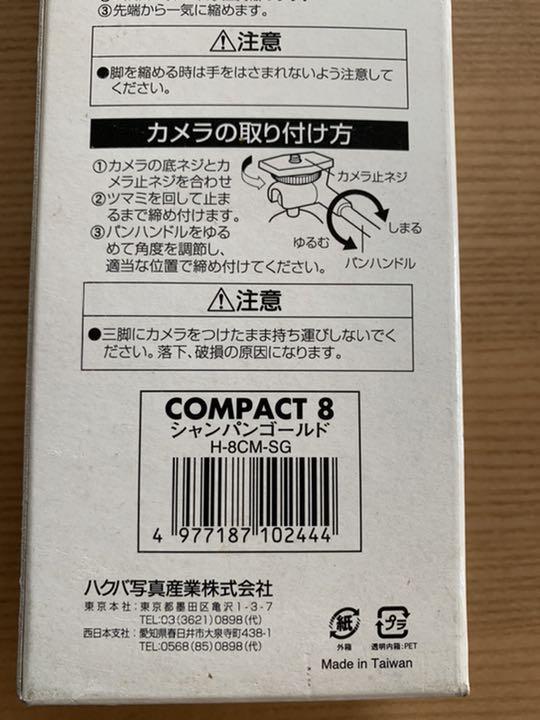 ③先端から一気に縮めます。
⚠注意
●脚を縮める時は手をはさまれないよう注意して
ください。
カメラの取り付け方
①カメラの底ネジとカ
メラ止ネジを合わせ
②ツマミを回して止ま
るまで締め付けます。
③パンハンドルをゆる
めて角度を調節し、
適当な位置で締め付けてください。
カメラ止ネジ
しまる
ゆるむ
パンハンドル
⚠注意
●三脚にカメラをつけたまま持ち運びしないでく
ださい。落下、破損の原因になります。
COMPACT 8
シャンパンゴールド
H-8CM-SG
4 977187 102444
ハクバ写真産業株式会社
東京本社：東京都墨田区亀沢1-3-7
TEL:03(3621)0898(代)
西日本支社：愛知県春日井市大泉寺町438-1
TEL:0568(85)0898(代)
紙
外箱
プラ
透明内箱:PET
Made in Taiwan